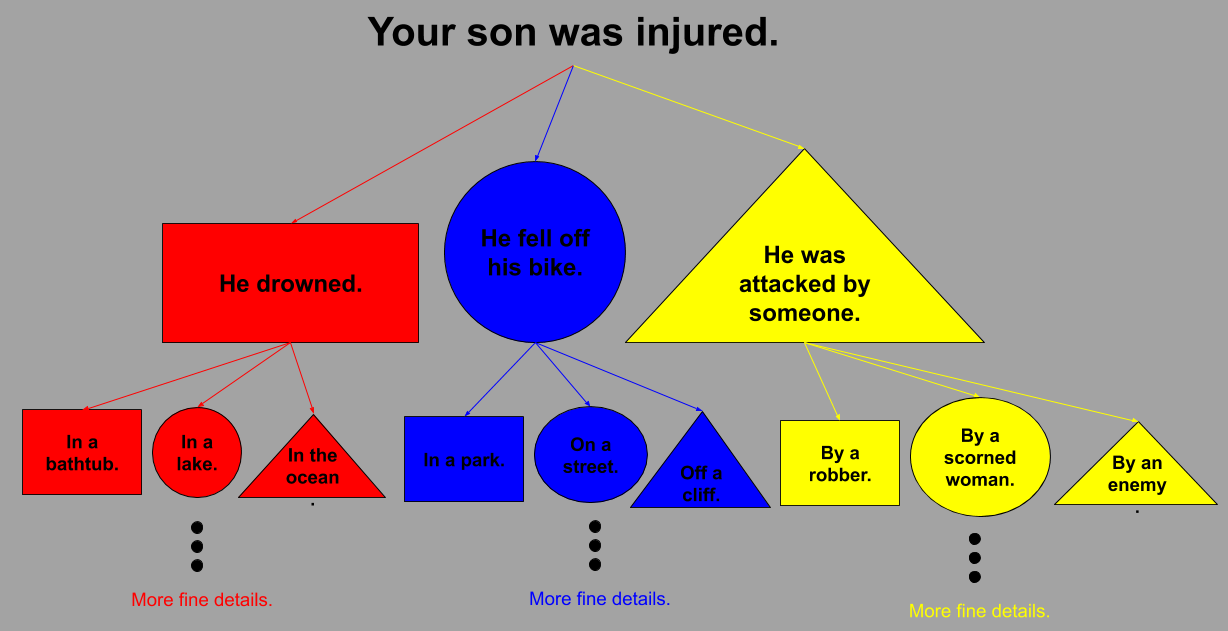 Your son was injured.
He drowned.
He fell off
his bike.
He was
attacked by
someone.
In a
bathtub.
In a
lake.
In the
ocean
.
In a park.
On a
street.
Off a
cliff.
By a
robber.
By a
scorned
woman.
By an
enemy
.
More fine details.
More fine details.
More fine details.